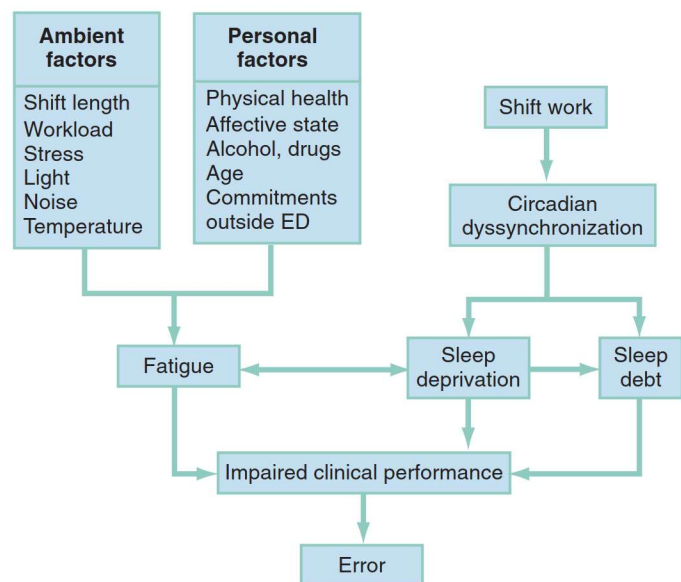 Ambient
factors
Shift length
Workload
Stress
Light
Noise
Temperature
Personal
factors
Physical health
Affective state
Alcohol, drugs
Age
Commitments
outside ED
Shift work
Circadian
dyssynchronization
Fatigue
Sleep
deprivation
Sleep
debt
Impaired clinical performance
Error